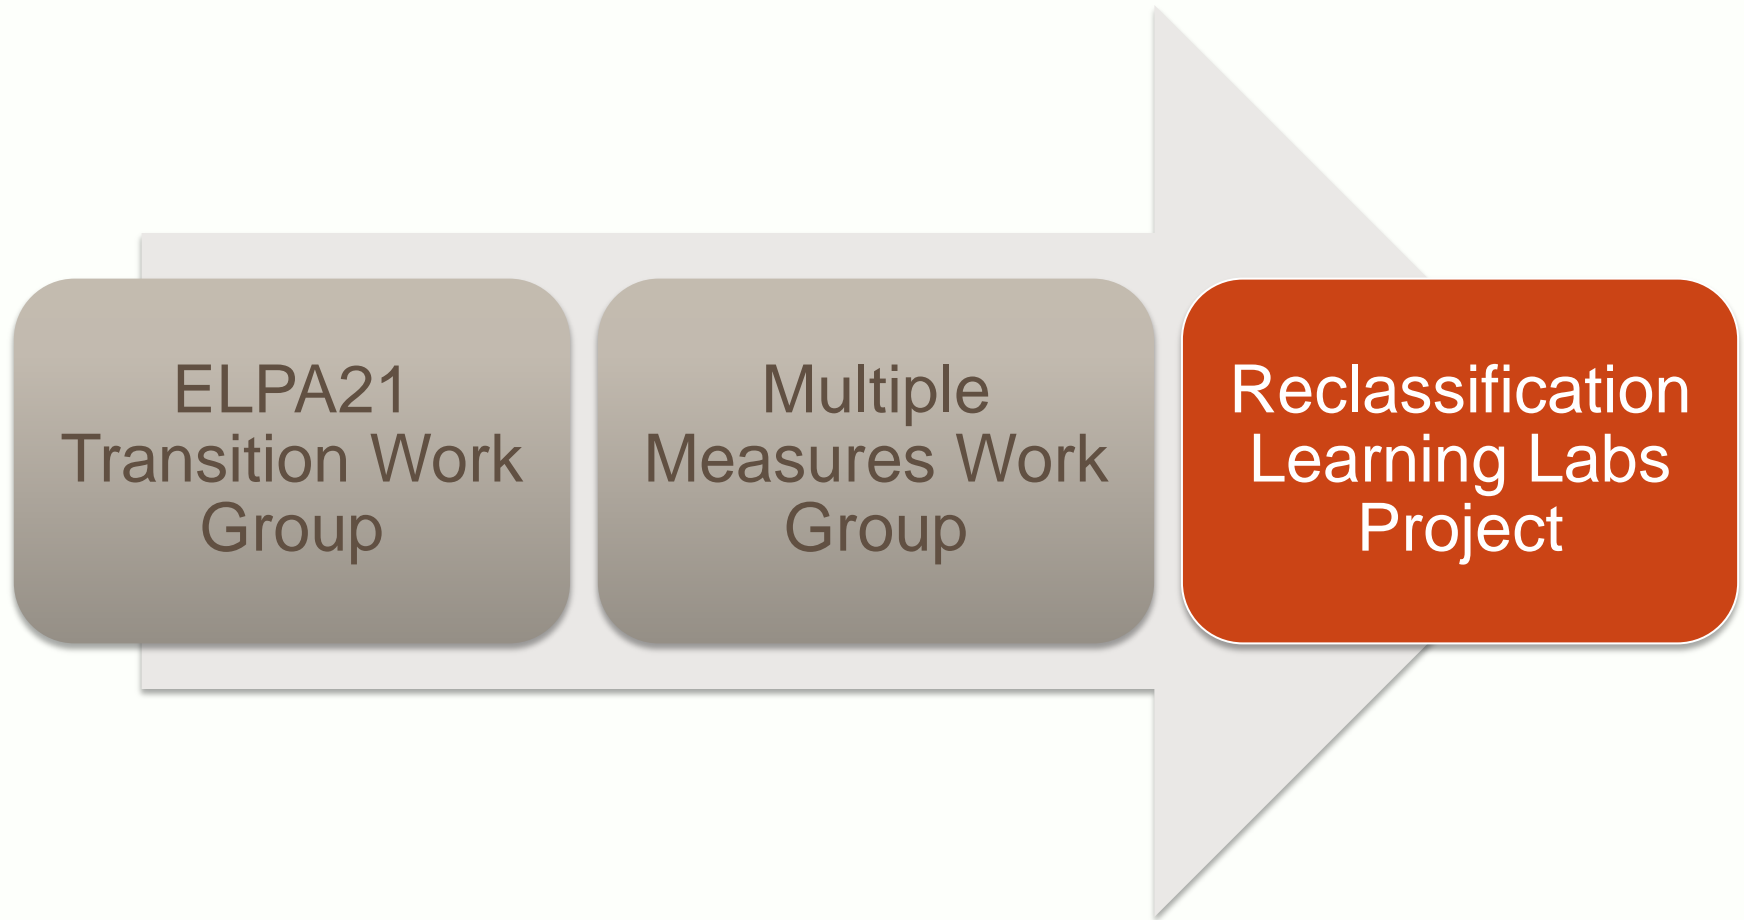 ELPA21
Transition Work
Group
Multiple
Measures Work
Group
Reclassification
Learning Labs
Project